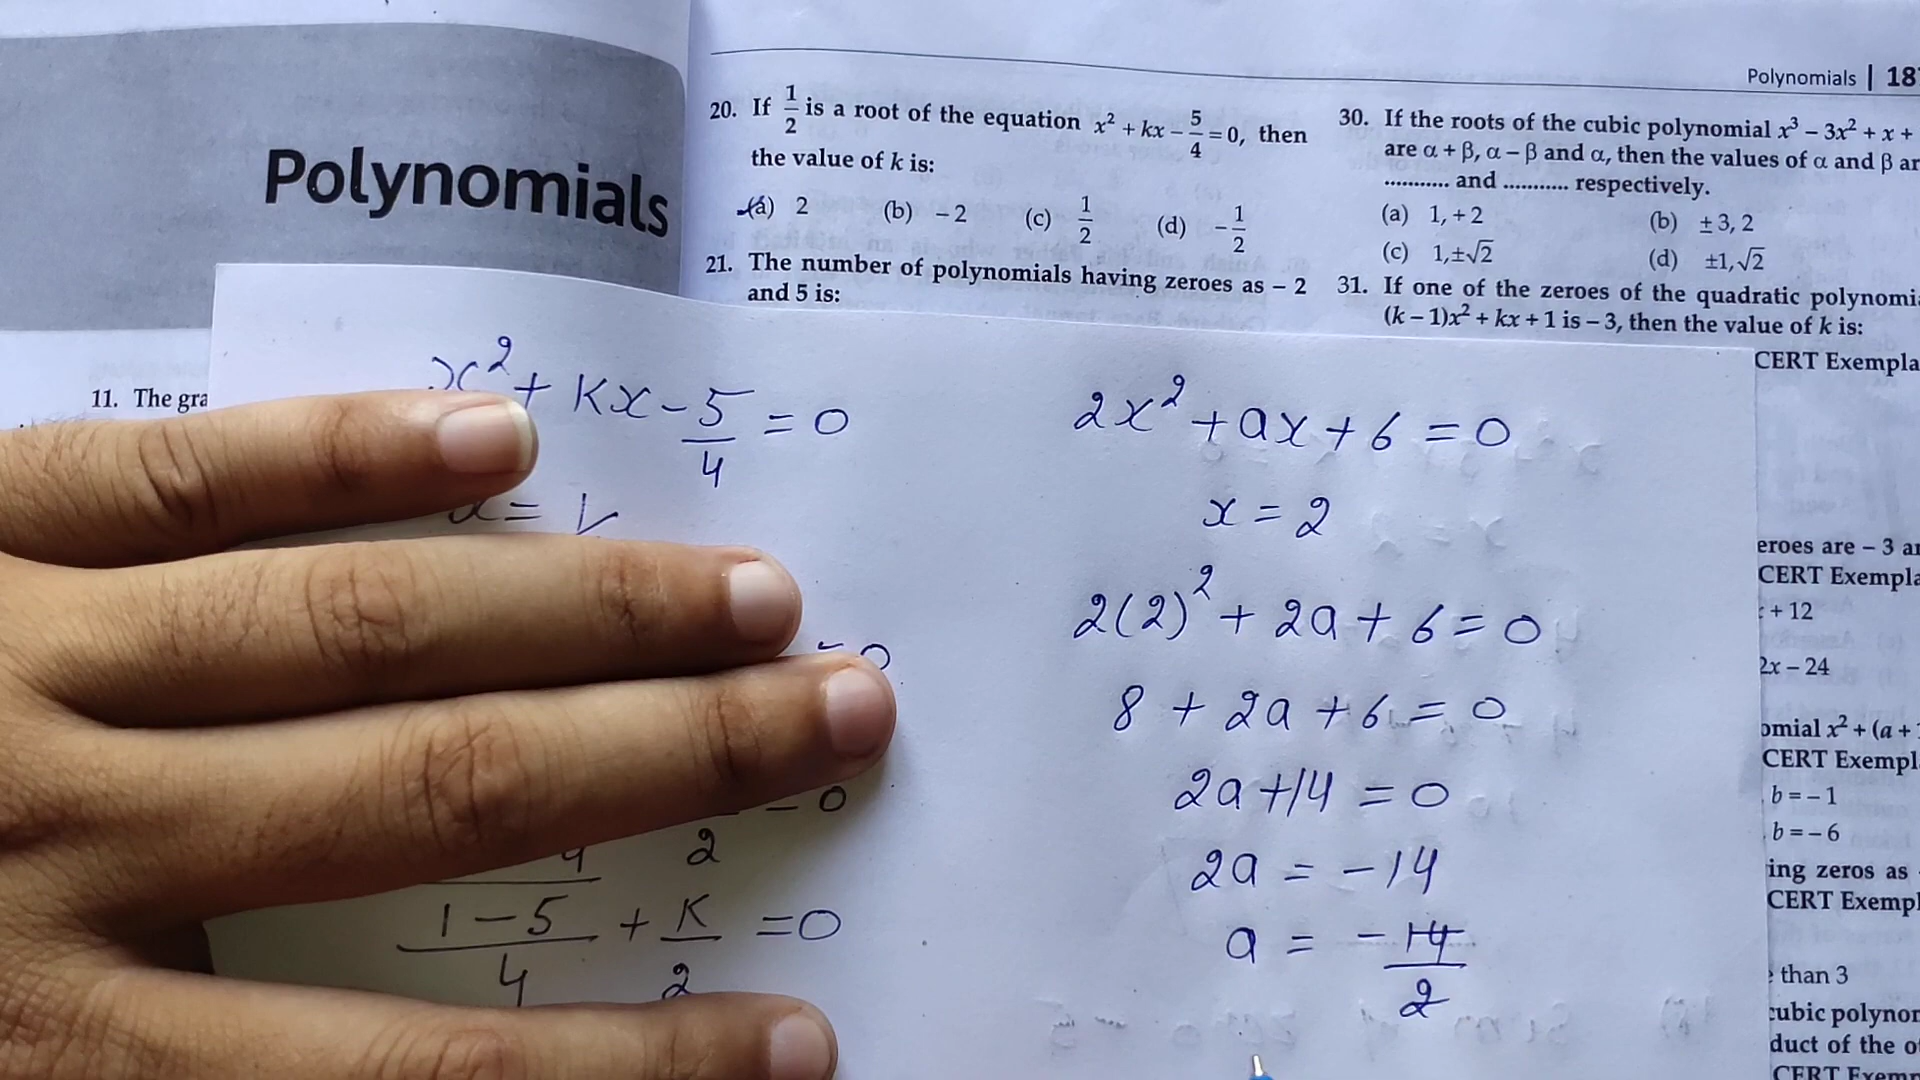 Polynomials
11. The gra
Polynomials | 18
20. If 1/2 is a root of the equation x² + kx − 5/4 = 0, then
the value of k is:
(a) 2 (b) − 2 (c) 1/2 (d) − 1/2
21. The number of polynomials having zeroes as − 2
and 5 is:
30. If the roots of the cubic polynomial x³ − 3x² + x +
are α + β, α − β and α, then the values of α and β ar
........... and ........... respectively.
(a) 1, + 2 (b) ± 3, 2
(c) 1, ±√2 (d) ±1, √2
31. If one of the zeroes of the quadratic polynomi
(k − 1)x² + kx + 1 is − 3, then the value of k is:
CERT Exempla
eroes are − 3 a
CERT Exempla
+ 12
2x − 24
omial x² + (a +
CERT Exempl
b = − 1
b = − 6
ing zeros as
CERT Exempl
than 3
cubic polynor
duct of the o
CERT Exemp
x² + Kx − 5/4 = 0
= 0
2
1 − 5/4 + K/2 = 0
2x² + ax + 6 = 0
x = 2
2(2)² + 2a + 6 = 0
8 + 2a + 6 = 0
2a + 14 = 0
2a = − 14
a = − 14/2